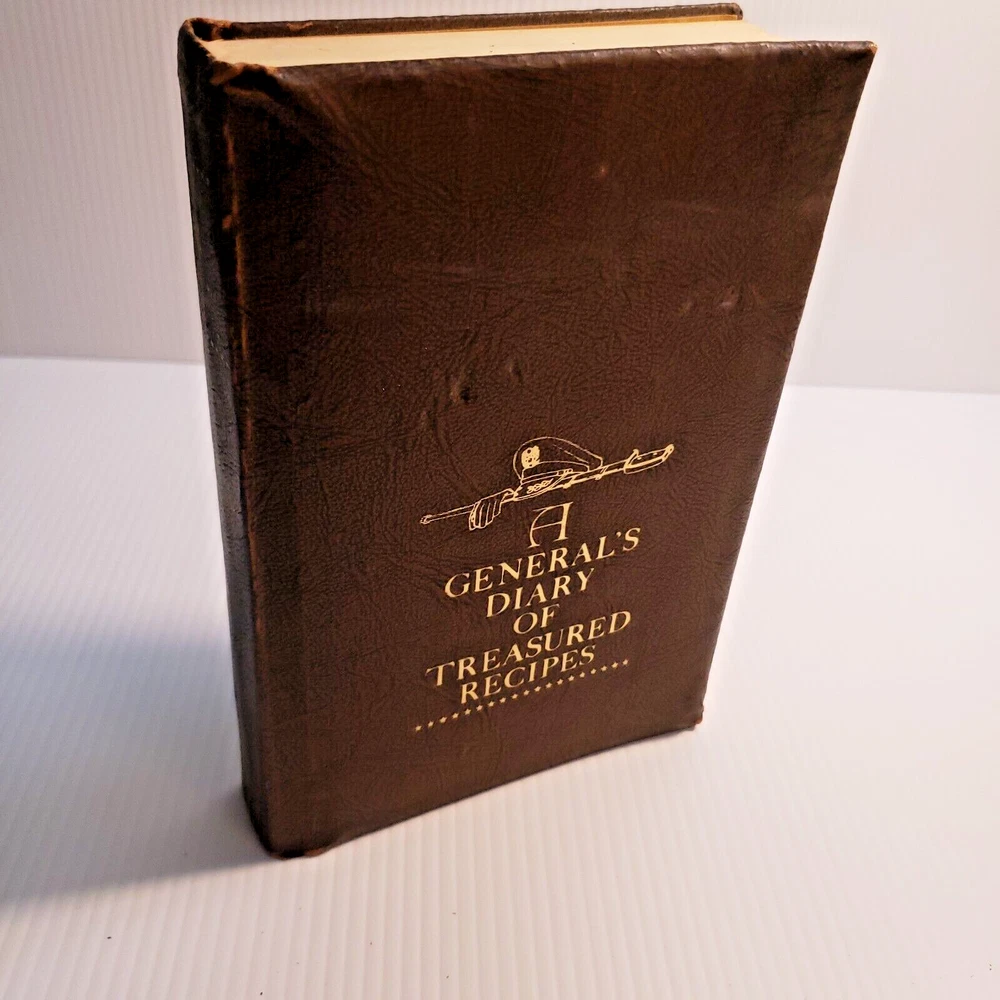 A
GENERAL'S
DIARY
OF
TREASURED
RECIPES